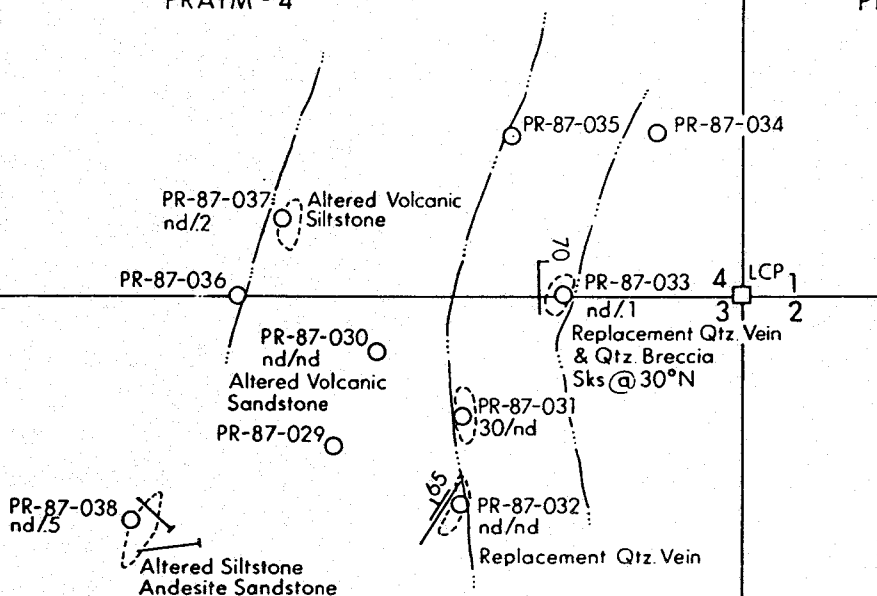 PRAYM - 4
PR-87-035
PR-87-034
PR-87-037
nd/.2
Altered Volcanic
Siltstone
70
PR-87-036
PR-87-033
nd/.1
4 LCP 1
3 2
Replacement Qtz. Vein
& Qtz. Breccia
Sks @ 30°N
PR-87-030
nd/nd
Altered Volcanic
Sandstone
PR-87-031
30/nd
PR-87-029
65
PR-87-032
nd/nd
Replacement Qtz. Vein
PR-87-038
nd/.5
Altered Siltstone
Andesite Sandstone